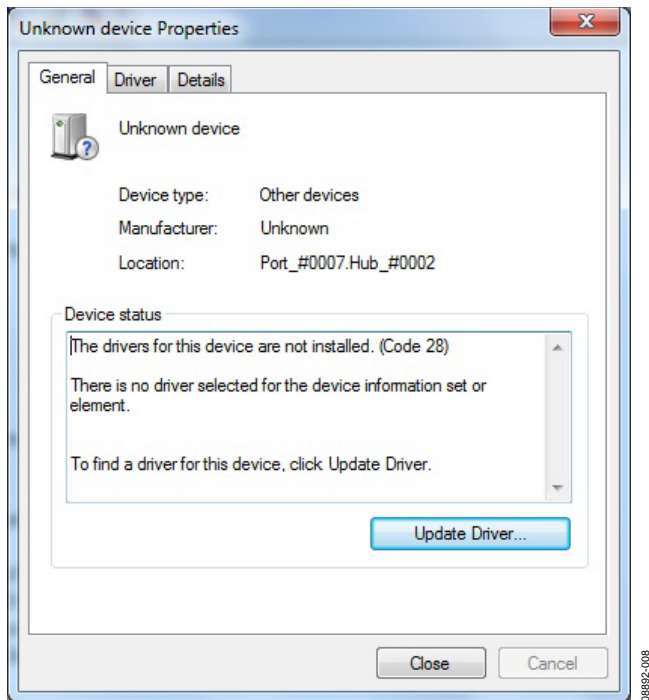 Unknown device Properties
General Driver Details
Unknown device
Device type: Other devices
Manufacturer: Unknown
Location: Port_#0007.Hub_#0002
Device status
The drivers for this device are not installed. (Code 28)
There is no driver selected for the device information set or
element.
To find a driver for this device, click Update Driver.
Update Driver...
Close Cancel
08892-008